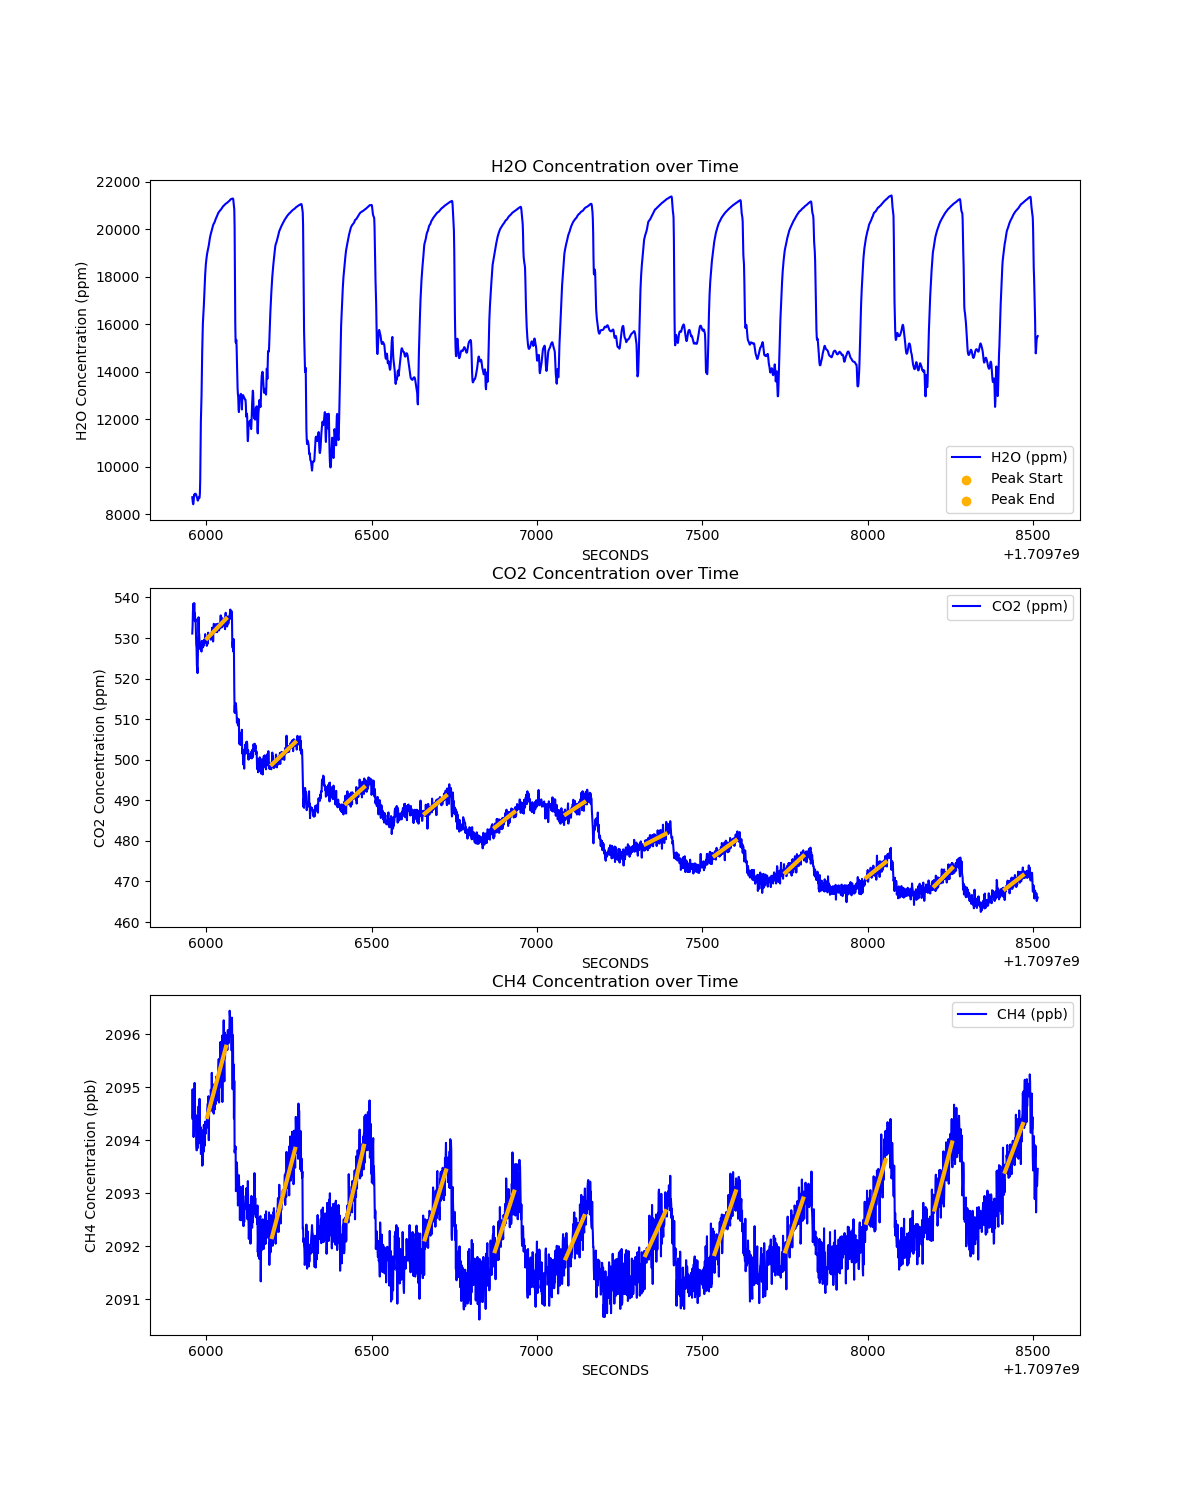 H2O Concentration over Time
22000
20000
18000
16000
14000
12000
10000
8000
H2O Concentration (ppm)
H2O (ppm)
Peak Start
Peak End
6000 6500 7000 7500 8000 8500
SECONDS
+1.7097e9
CO2 Concentration over Time
540
530
520
510
500
490
480
470
460
CO2 Concentration (ppm)
CO2 (ppm)
6000 6500 7000 7500 8000 8500
SECONDS
+1.7097e9
CH4 Concentration over Time
2096
2095
2094
2093
2092
2091
CH4 Concentration (ppb)
CH4 (ppb)
6000 6500 7000 7500 8000 8500
SECONDS
+1.7097e9